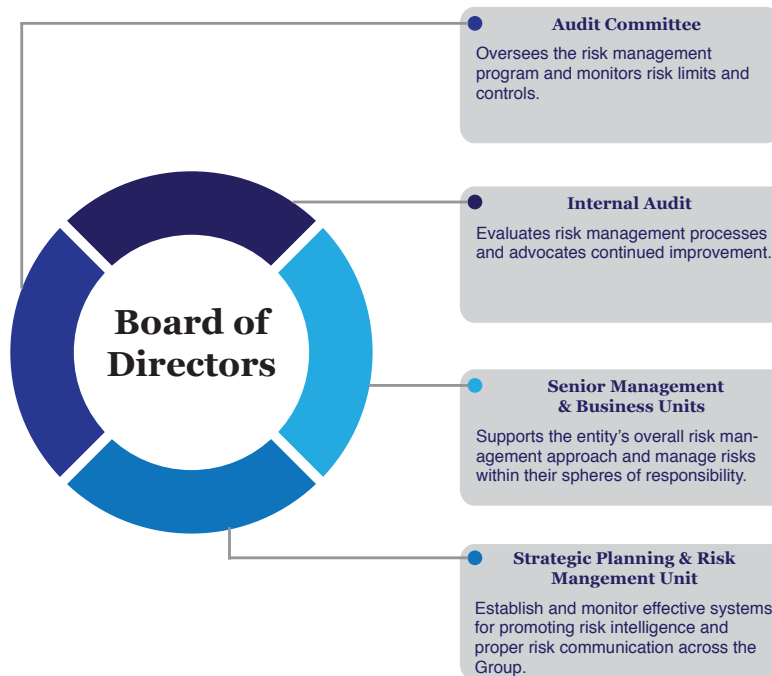 Audit Committee
Oversees the risk management
program and monitors risk limits and
controls.
Internal Audit
Evaluates risk management processes
and advocates continued improvement.
Board of
Directors
Senior Management
& Business Units
Supports the entity's overall risk man-
agement approach and manage risks
within their spheres of responsibility.
Strategic Planning & Risk
Mangement Unit
Establish and monitor effective systems
for promoting risk intelligence and
proper risk communication across the
Group.